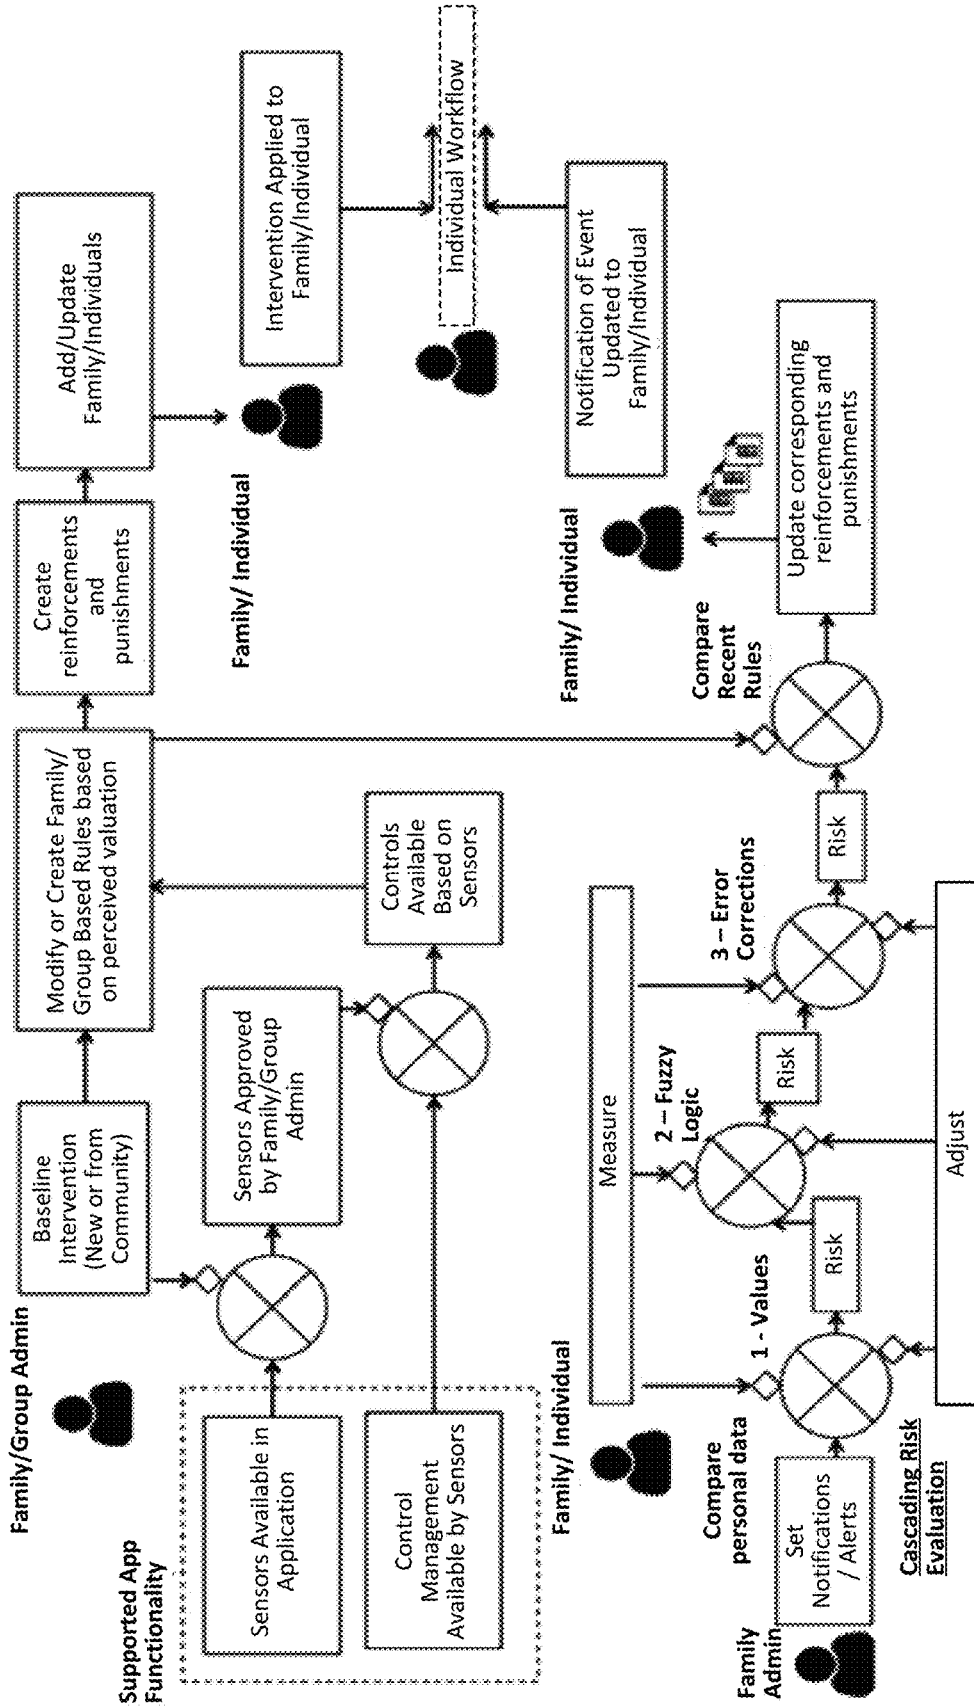 Family/Group Admin
Baseline
Intervention
(New or from
Community)
Modify or Create Family/
Group Based Rules based
on perceived valuation
Create
reinforcements
and
punishments
Add/Update
Family/Individuals
Supported App
Functionality
Sensors Available in
Application
Sensors Approved
by Family/Group
Admin
Control
Management
Available by Sensors
Controls
Available
Based on
Sensors
Family/ Individual
Intervention Applied to
Family/Individual
Individual Workflow
Notification of Event
Updated to
Family/Individual
Family/ Individual
Measure
Family/ Individual
Compare
personal data
1 - Values
2 – Fuzzy
Logic
3 – Error
Corrections
Compare
Recent
Rules
Family
Admin
Set
Notifications
/ Alerts
Risk
Risk
Risk
Update corresponding
reinforcements and
punishments
Cascading Risk
Evaluation
Adjust